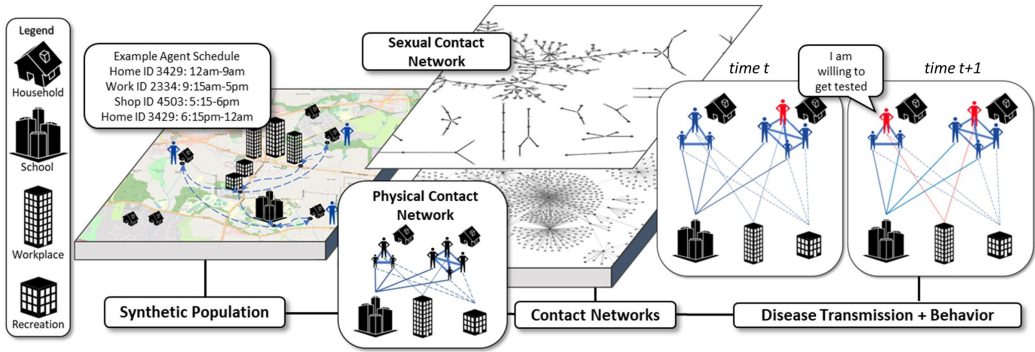 Legend
Household
School
Workplace
Recreation
Example Agent Schedule
Home ID 3429: 12am-9am
Work ID 2334: 9:15am-5pm
Shop ID 4503: 5:15-6pm
Home ID 3429: 6:15pm-12am
Sexual Contact
Network
Physical Contact
Network
time t
I am
willing to
get tested
time t+1
Synthetic Population
Contact Networks
Disease Transmission + Behavior